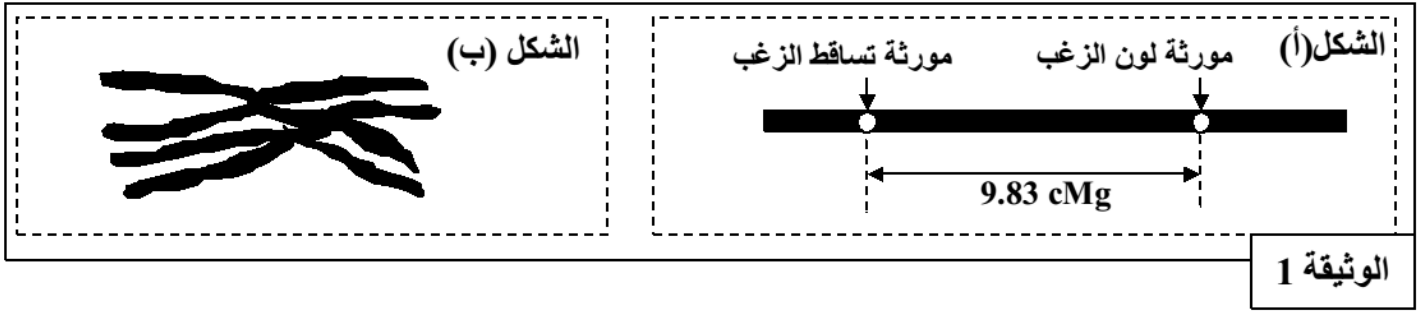 الشكل(أ)
مورثة لون الزغب
مورثة تساقط الزغب
9.83 cMg
الشكل (ب)
الوثيقة 1